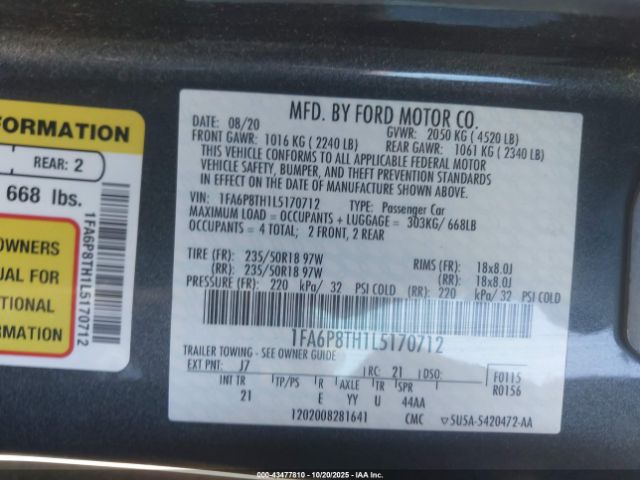 FORMATION
REAR: 2
668 lbs.
OWNERS
UAL FOR
TIONAL
FORMATION
1FA6P8TH1L5170712
MFD. BY FORD MOTOR CO.
DATE: 08/20 GVWR: 2050 KG ( 4520 LB)
FRONT GAWR: 1016 KG ( 2240 LB) REAR GAWR: 1061 KG ( 2340 LB)
THIS VEHICLE CONFORMS TO ALL APPLICABLE FEDERAL MOTOR
VEHICLE SAFETY, BUMPER, AND THEFT PREVENTION STANDARDS
IN EFFECT ON THE DATE OF MANUFACTURE SHOWN ABOVE.
VIN: 1FA6P8TH1L5170712 TYPE: Passenger Car
MAXIMUM LOAD = OCCUPANTS + LUGGAGE = 303KG/ 668LB
OCCUPANTS = 4 TOTAL; 2 FRONT, 2 REAR
TIRE (FR): 235/50R18 97W RIMS (FR): 18x8.0J
(RR): 235/50R18 97W (RR): 18x8.0J
PRESSURE (FR): 220 kPa/ 32 PSI COLD (RR): 220 kPa/ 32 PSI COLD
1FA6P8TH1L5170712
TRAILER TOWING - SEE OWNER GUIDE
EXT PNT: J7 RC: 21 DSO: F0115
INT TR TP/PS R AXLE TR SPR R0156
21 E YY U 44AA
1202008281641 CMC ▽SUSA-5420472-AA
00-43477810 - 10/20/2025 - IAAI - Copart